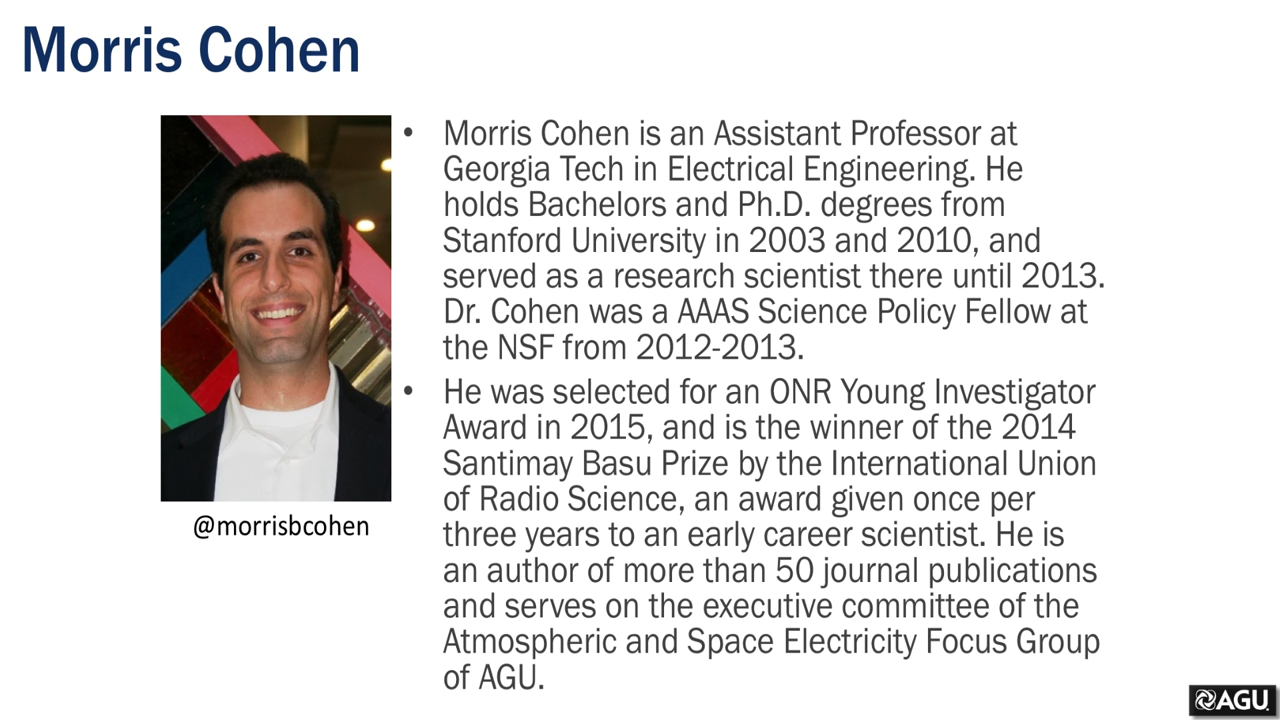 Morris Cohen
• Morris Cohen is an Assistant Professor at
Georgia Tech in Electrical Engineering. He
holds Bachelors and Ph.D. degrees from
Stanford University in 2003 and 2010, and
served as a research scientist there until 2013.
Dr. Cohen was a AAAS Science Policy Fellow at
the NSF from 2012-2013.
• He was selected for an ONR Young Investigator
Award in 2015, and is the winner of the 2014
Santimay Basu Prize by the International Union
of Radio Science, an award given once per
three years to an early career scientist. He is
an author of more than 50 journal publications
and serves on the executive committee of the
Atmospheric and Space Electricity Focus Group
of AGU.
@morrisbcohen
AGU